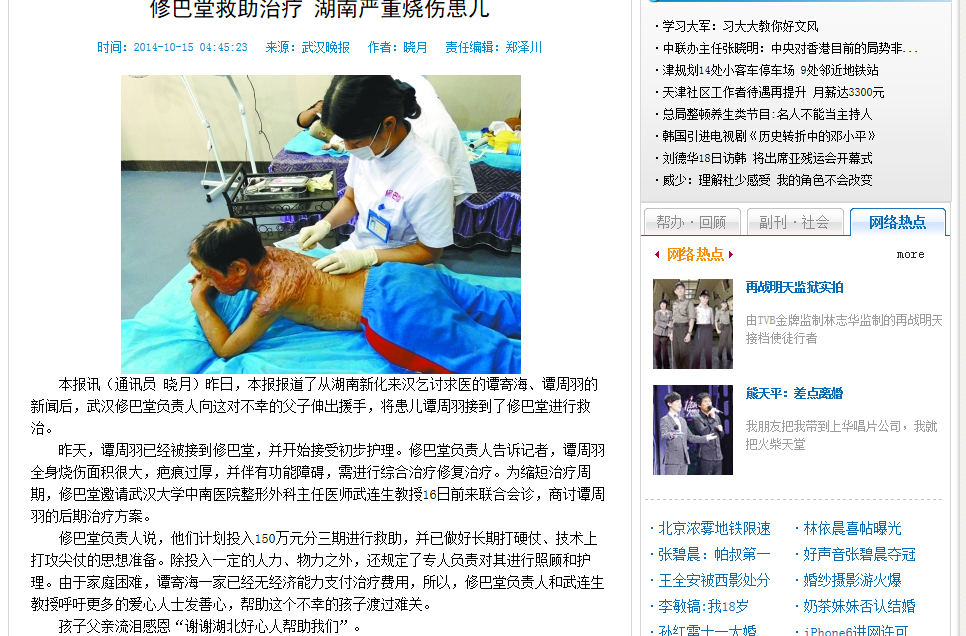 修巴堂救助治疗 湖南严重烧伤患儿
时间：2014-10-15 04:45:23 来源：武汉晚报 作者：晓月 责任编辑：郑泽川
本报讯（通讯员 晓月）昨日，本报报道了从湖南新化来汉乞讨求医的谭寄海、谭周羽的
新闻后，武汉修巴堂负责人向这对不幸的父子伸出援手，将患儿谭周羽接到了修巴堂进行救
治。
昨天，谭周羽已经被接到修巴堂，并开始接受初步护理。修巴堂负责人告诉记者，谭周羽
全身烧伤面积很大，疤痕过厚，并伴有功能障碍，需进行综合治疗修复治疗。为缩短治疗周
期，修巴堂邀请武汉大学中南医院整形外科主任医师武连生教授16日前来联合会诊，商讨谭周
羽的后期治疗方案。
修巴堂负责人说，他们计划投入150万元分三期进行救助，并已做好长期打硬仗、技术上
打攻尖仗的思想准备。除投入一定的人力、物力之外，还规定了专人负责对其进行照顾和护
理。由于家庭困难，谭寄海一家已经无经济能力支付治疗费用，所以，修巴堂负责人和武连生
教授呼吁更多的爱心人士发善心，帮助这个不幸的孩子渡过难关。
孩子父亲流泪感恩“谢谢湖北好心人帮助我们”。
·学习大军：习大大教你好文风
·中联办主任张晓明：中央对香港目前的局势非...
·津规划14处小客车停车场 9处邻近地铁站
·天津社区工作者待遇再提升 月薪达3300元
·总局整顿养生类节目:名人不能当主持人
·韩国引进电视剧《历史转折中的邓小平》
·刘德华18日访韩 将出席亚残运会开幕式
·威少：理解杜少感受 我的角色不会改变
帮办·回顾 副刊·社会 网络热点
网络热点 more
再战明天监狱实拍
由TVB金牌监制林志华监制的再战明天
接档使徒行者
熊天平：差点离婚
我朋友把我带到上华唱片公司，我就
把火柴天堂
·北京浓雾地铁限速 ·林依晨喜帖曝光
·张碧晨：帕叔第一 ·好声音张碧晨夺冠
·王全安被西影处分 ·婚纱摄影游火爆
·李敏镐:我18岁 ·奶茶妹妹否认结婚
·孙红雷十一大婚 ·iPhone6进网许可